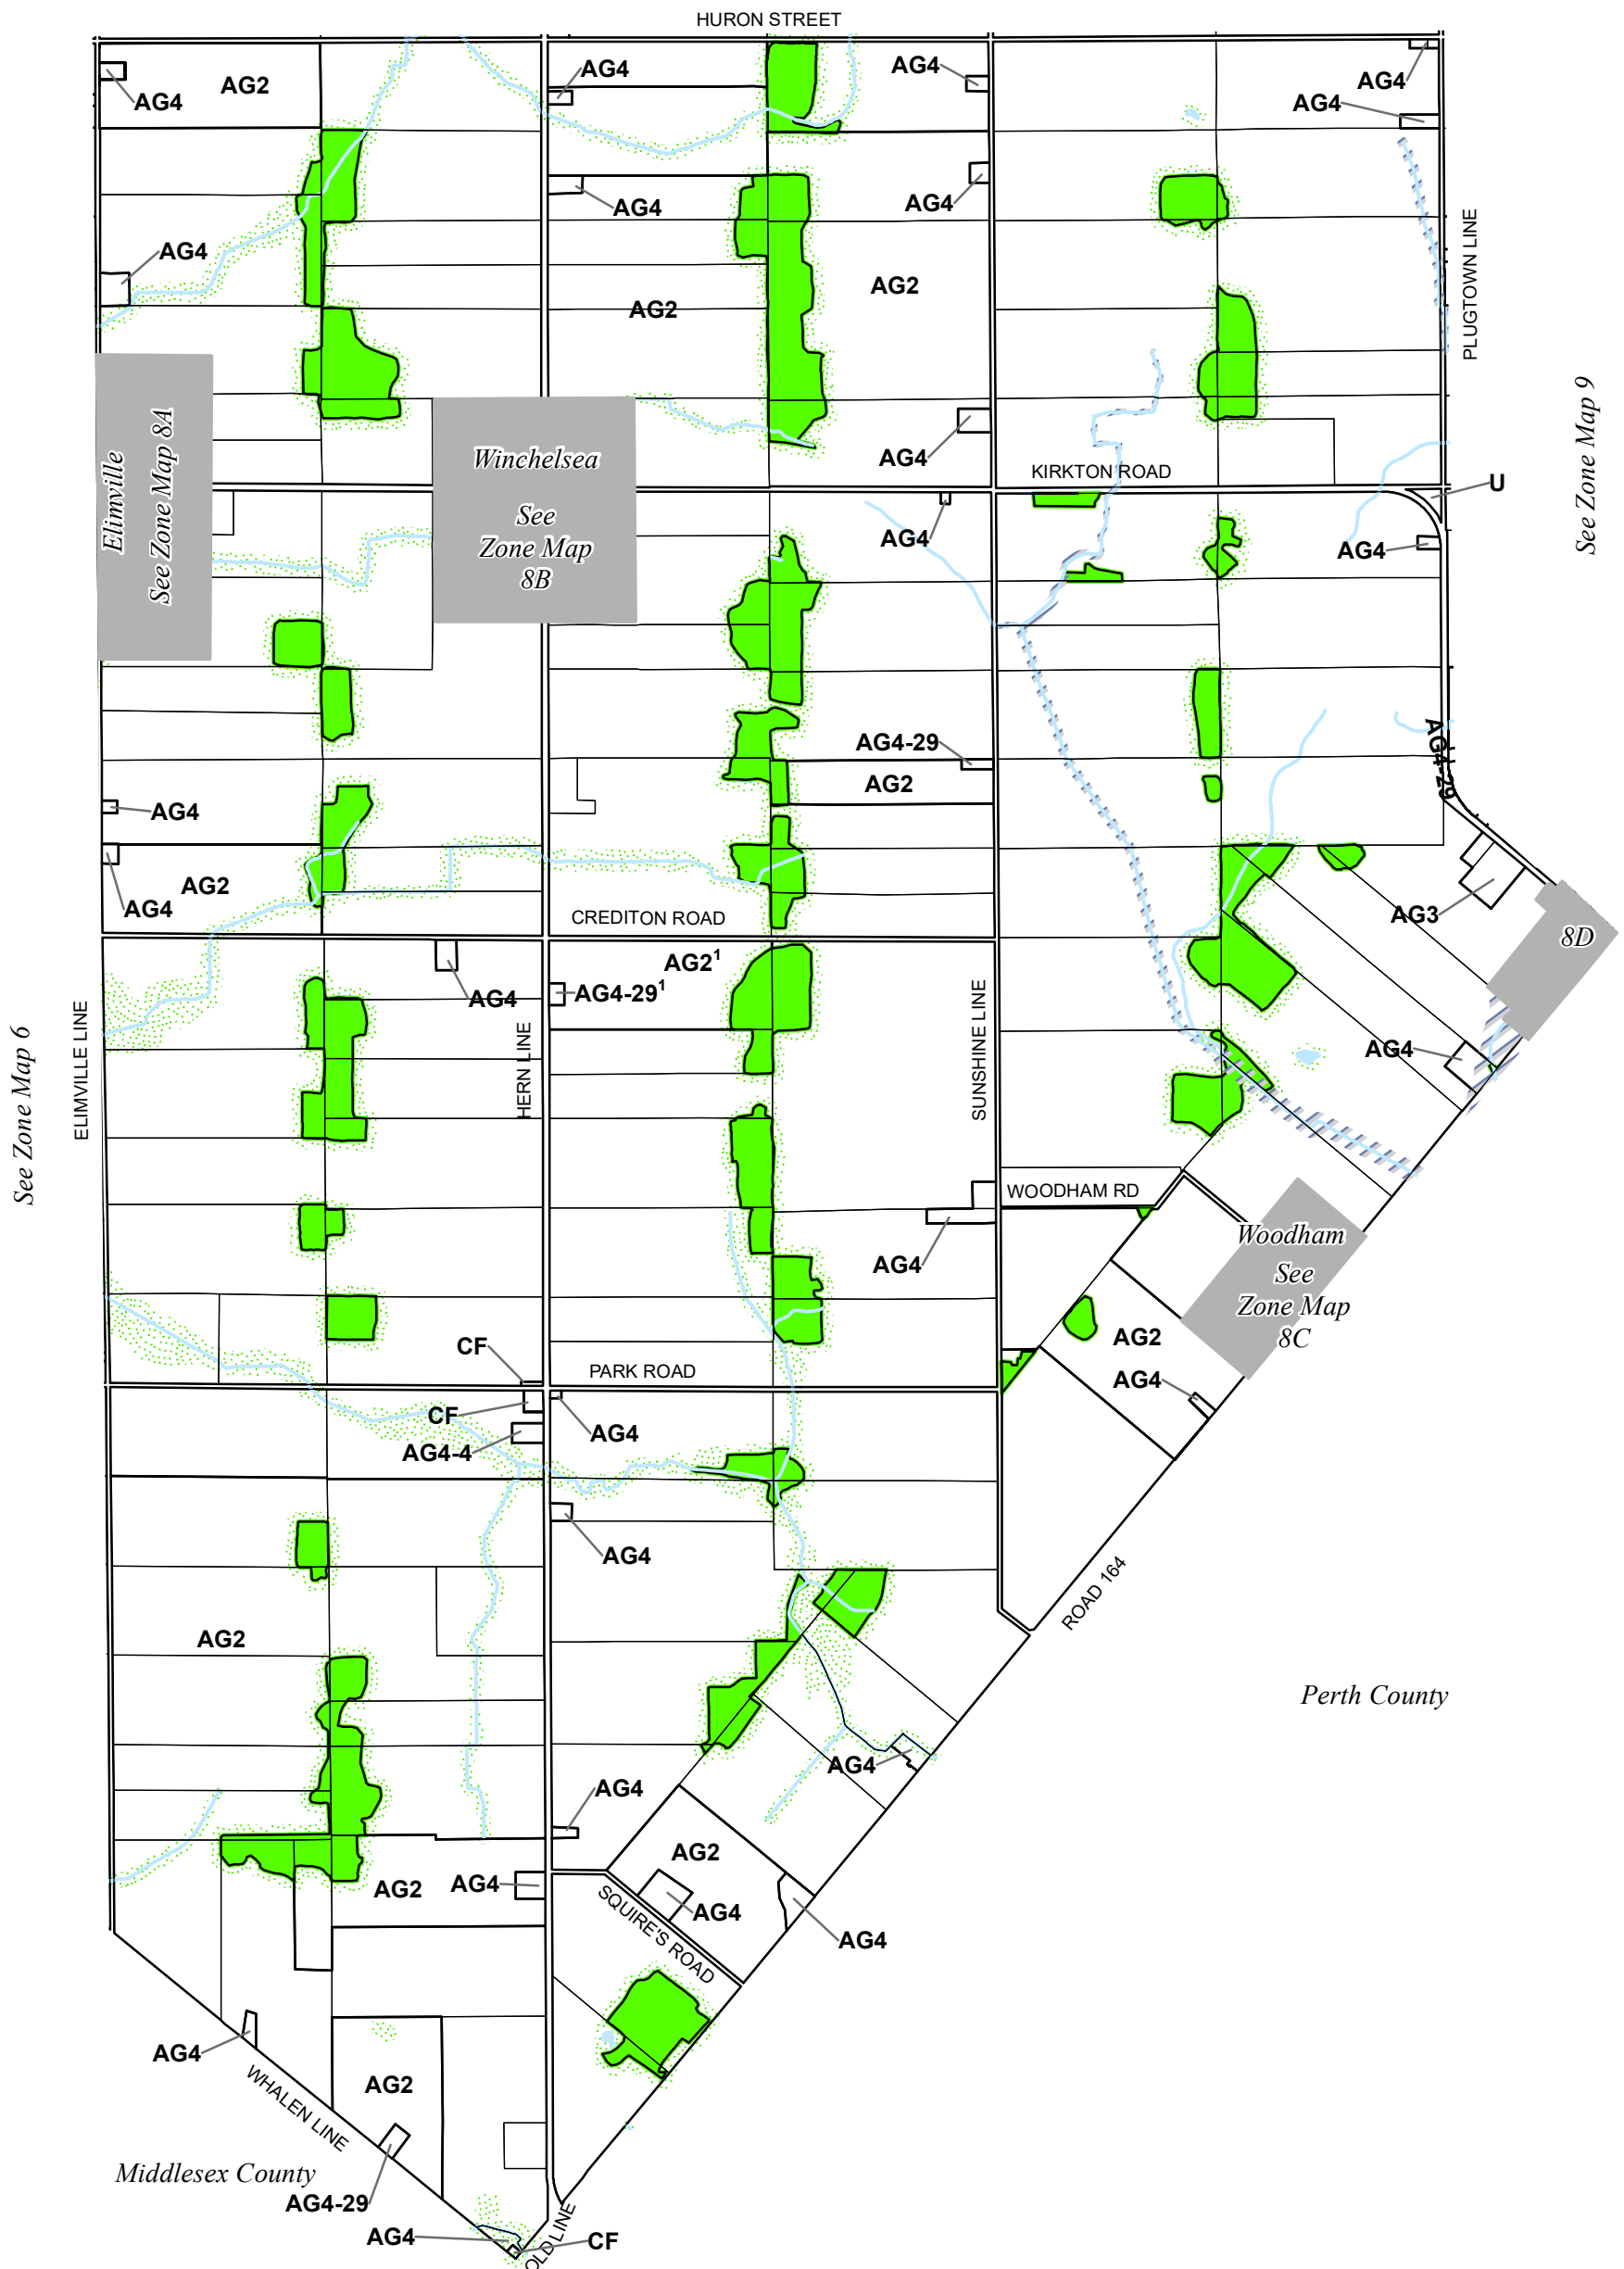 HURON STREET
AG4
AG2
AG4
AG4
AG4
AG4
AG4
AG4
AG4
AG4
AG2
AG2
PLUGTOWN LINE
See Zone Map 9
Elimville
See Zone Map 8A
Winchelsea
See
Zone Map
8B
AG4
KIRKTON ROAD
U
AG4
AG4
AG4-29
AG2
AG4-29
AG4
AG2
AG4
CREDITON ROAD
AG3
8D
AG2¹
AG4-29¹
AG4
AG4
See Zone Map 6
ELIMVILLE LINE
HERN LINE
SUNSHINE LINE
WOODHAM RD
Woodham
See
Zone Map
8C
AG4
AG2
AG4
CF
PARK ROAD
CF
AG4
AG4-4
AG4
ROAD 164
AG2
Perth County
AG4
AG4
AG2
AG2
AG4
AG4
AG4
SQUIRE'S ROAD
AG4
WHALEN LINE
AG2
Middlesex County
AG4-29
AG4
CF
OLD LINE